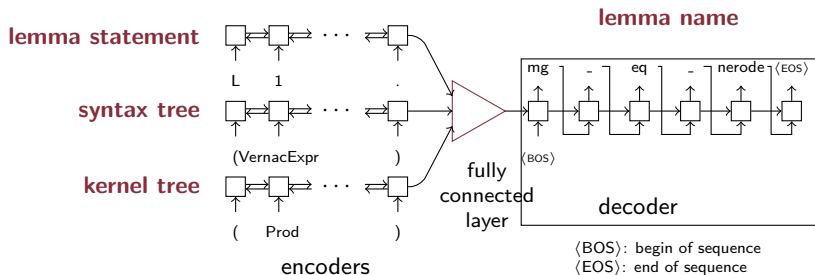 lemma name
lemma statement
L 1 .
mg - eq - nerode ⟨EOS⟩
syntax tree
(VernacExpr )
⟨BOS⟩
kernel tree
( Prod )
fully
connected
layer
encoders
decoder
⟨BOS⟩: begin of sequence
⟨EOS⟩: end of sequence